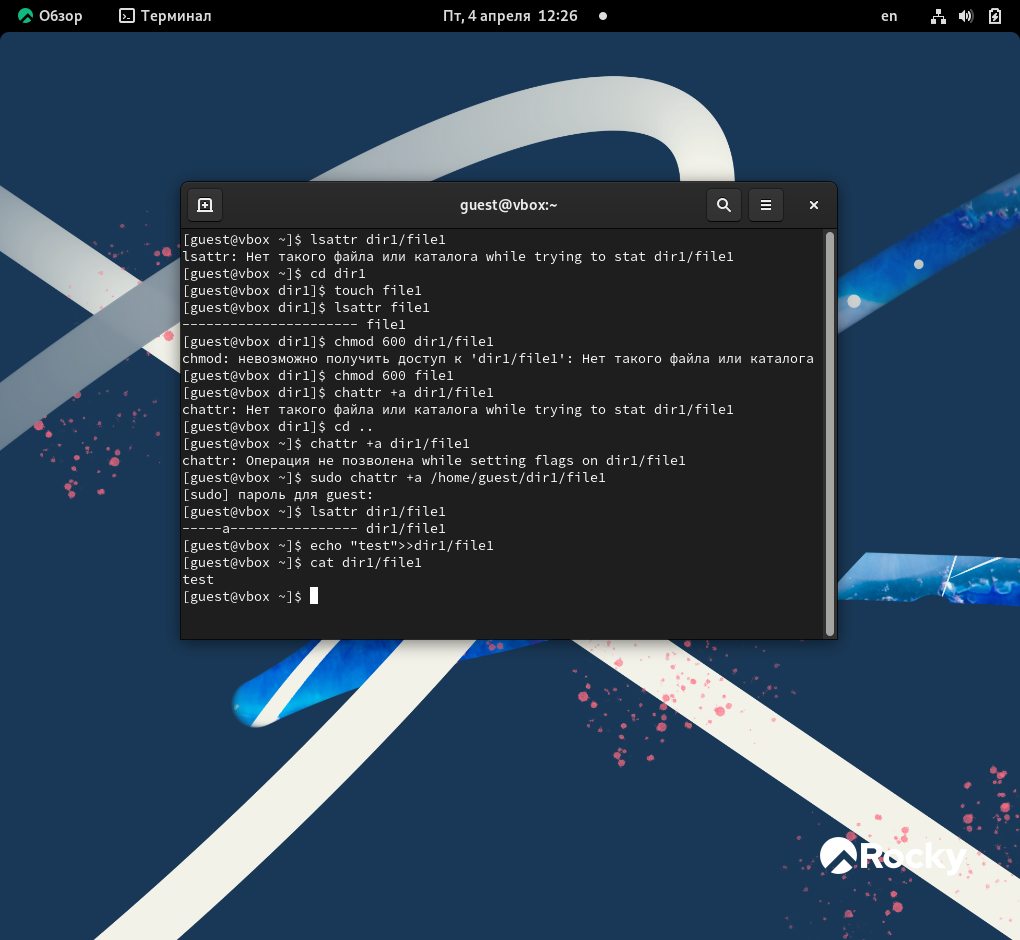 Обзор
Терминал
Пт, 4 апреля 12:26
en
guest@vbox:~
[guest@vbox ~]$ lsattr dir1/file1
lsattr: Нет такого файла или каталога while trying to stat dir1/file1
[guest@vbox ~]$ cd dir1
[guest@vbox dir1]$ touch file1
[guest@vbox dir1]$ lsattr file1
---------------------- file1
[guest@vbox dir1]$ chmod 600 dir1/file1
chmod: невозможно получить доступ к 'dir1/file1': Нет такого файла или каталога
[guest@vbox dir1]$ chmod 600 file1
[guest@vbox dir1]$ chattr +a dir1/file1
chattr: Нет такого файла или каталога while trying to stat dir1/file1
[guest@vbox dir1]$ cd ..
[guest@vbox ~]$ chattr +a dir1/file1
chattr: Операция не позволена while setting flags on dir1/file1
[guest@vbox ~]$ sudo chattr +a /home/guest/dir1/file1
[sudo] пароль для guest:
[guest@vbox ~]$ lsattr dir1/file1
-----a---------------- dir1/file1
[guest@vbox ~]$ echo "test">>dir1/file1
[guest@vbox ~]$ cat dir1/file1
test
[guest@vbox ~]$
Rocky